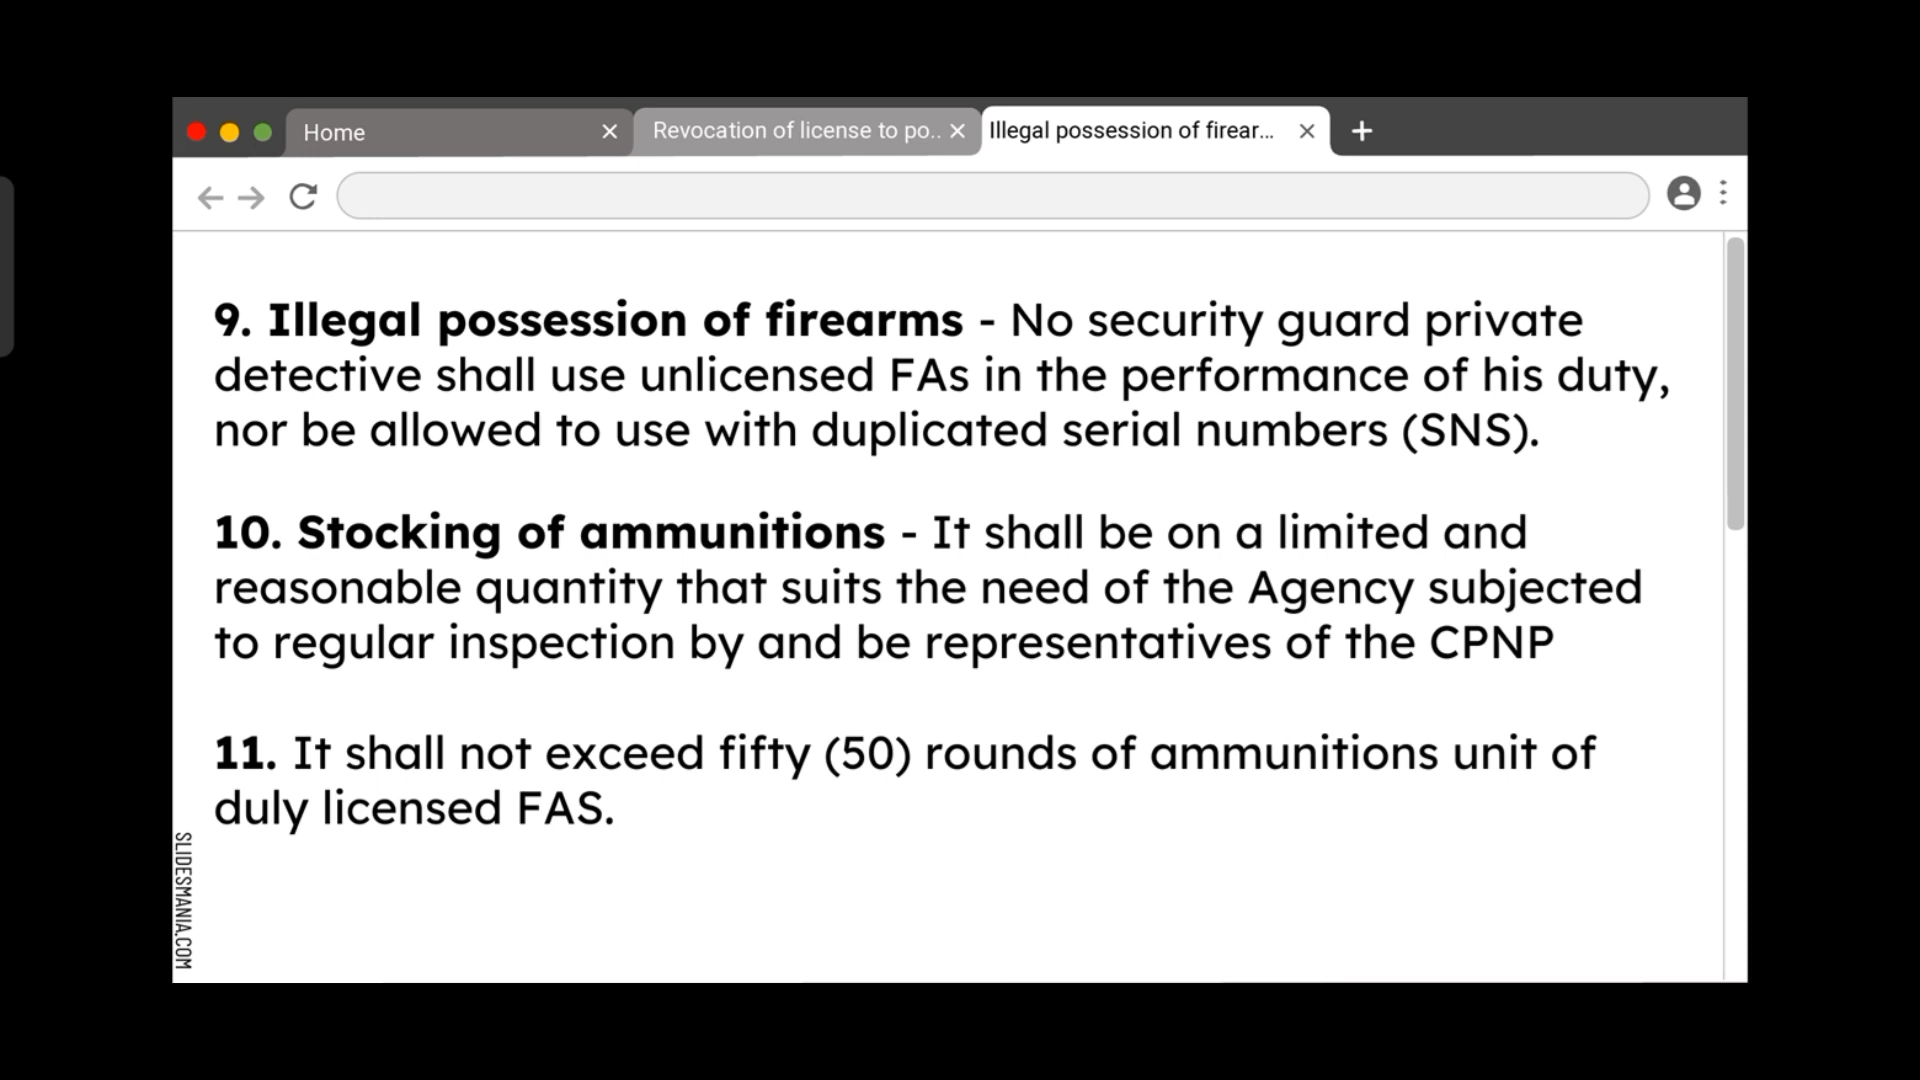 Home
Revocation of license to po..
Illegal possession of firear...
9. Illegal possession of firearms - No security guard private
detective shall use unlicensed FAs in the performance of his duty,
nor be allowed to use with duplicated serial numbers (SNS).
10. Stocking of ammunitions - It shall be on a limited and
reasonable quantity that suits the need of the Agency subjected
to regular inspection by and be representatives of the CPNP
11. It shall not exceed fifty (50) rounds of ammunitions unit of
duly licensed FAS.
SLIDESMANIA.COM